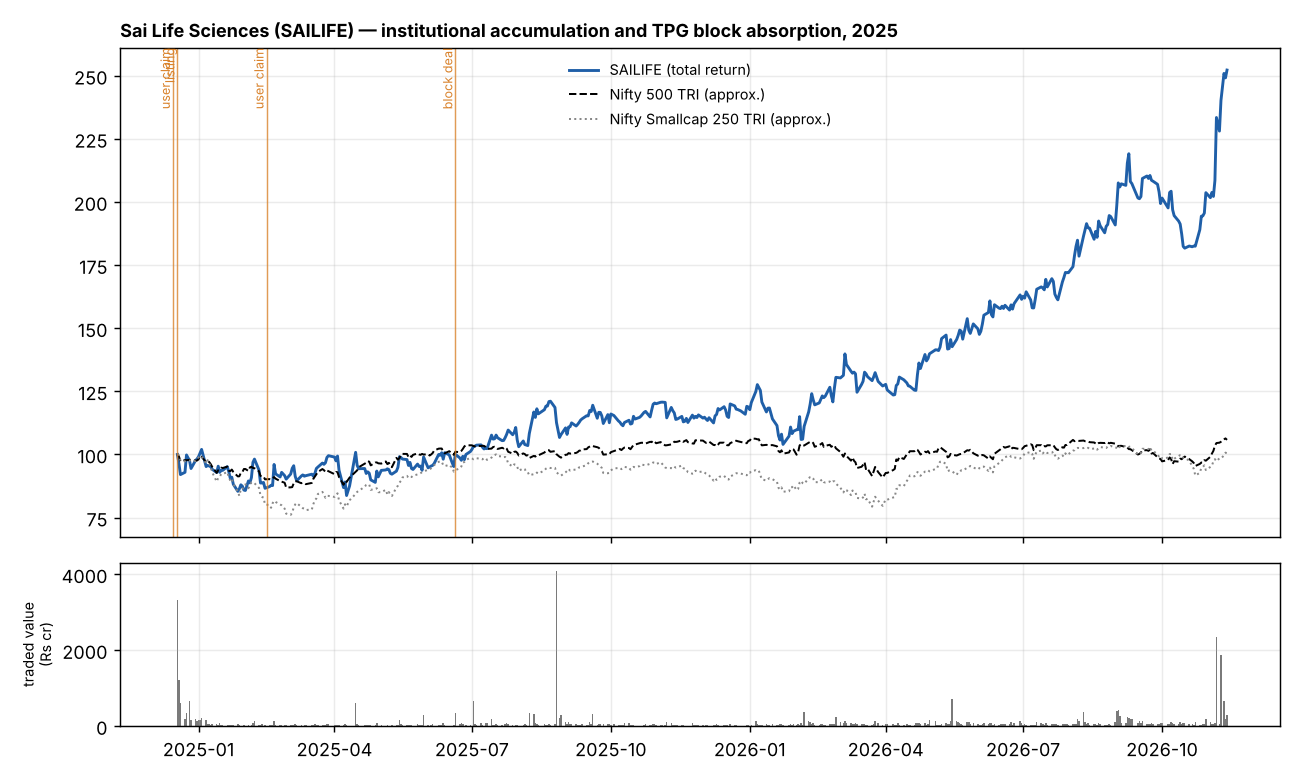 Sai Life Sciences (SAILIFE) — institutional accumulation and TPG block absorption, 2025
250
225
200
175
150
125
100
75
user claim
listing
user claim
block deal
SAILIFE (total return)
Nifty 500 TRI (approx.)
Nifty Smallcap 250 TRI (approx.)
4000
2000
0
traded value
(Rs cr)
2025-01
2025-04
2025-07
2025-10
2026-01
2026-04
2026-07
2026-10